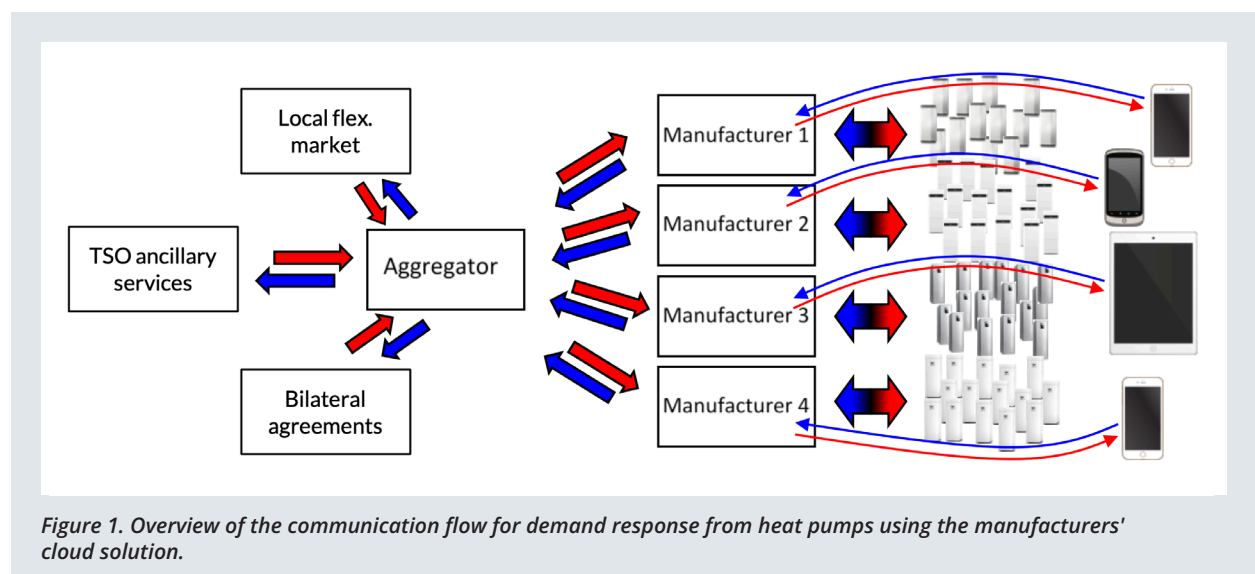 Local flex.
market
TSO ancillary
services
Aggregator
Bilateral
agreements
Manufacturer 1
Manufacturer 2
Manufacturer 3
Manufacturer 4
Figure 1. Overview of the communication flow for demand response from heat pumps using the manufacturers'
cloud solution.